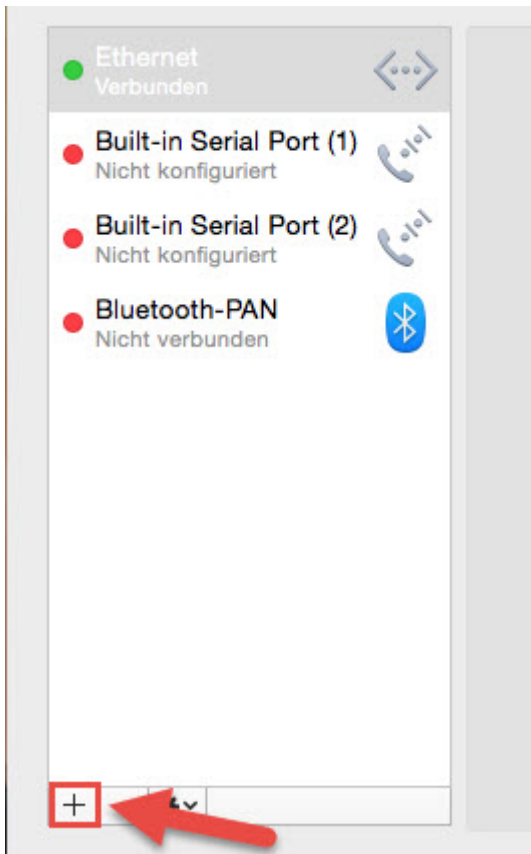 Ethernet
Verbunden
Built-in Serial Port (1)
Nicht konfiguriert
Built-in Serial Port (2)
Nicht konfiguriert
Bluetooth-PAN
Nicht verbunden
+